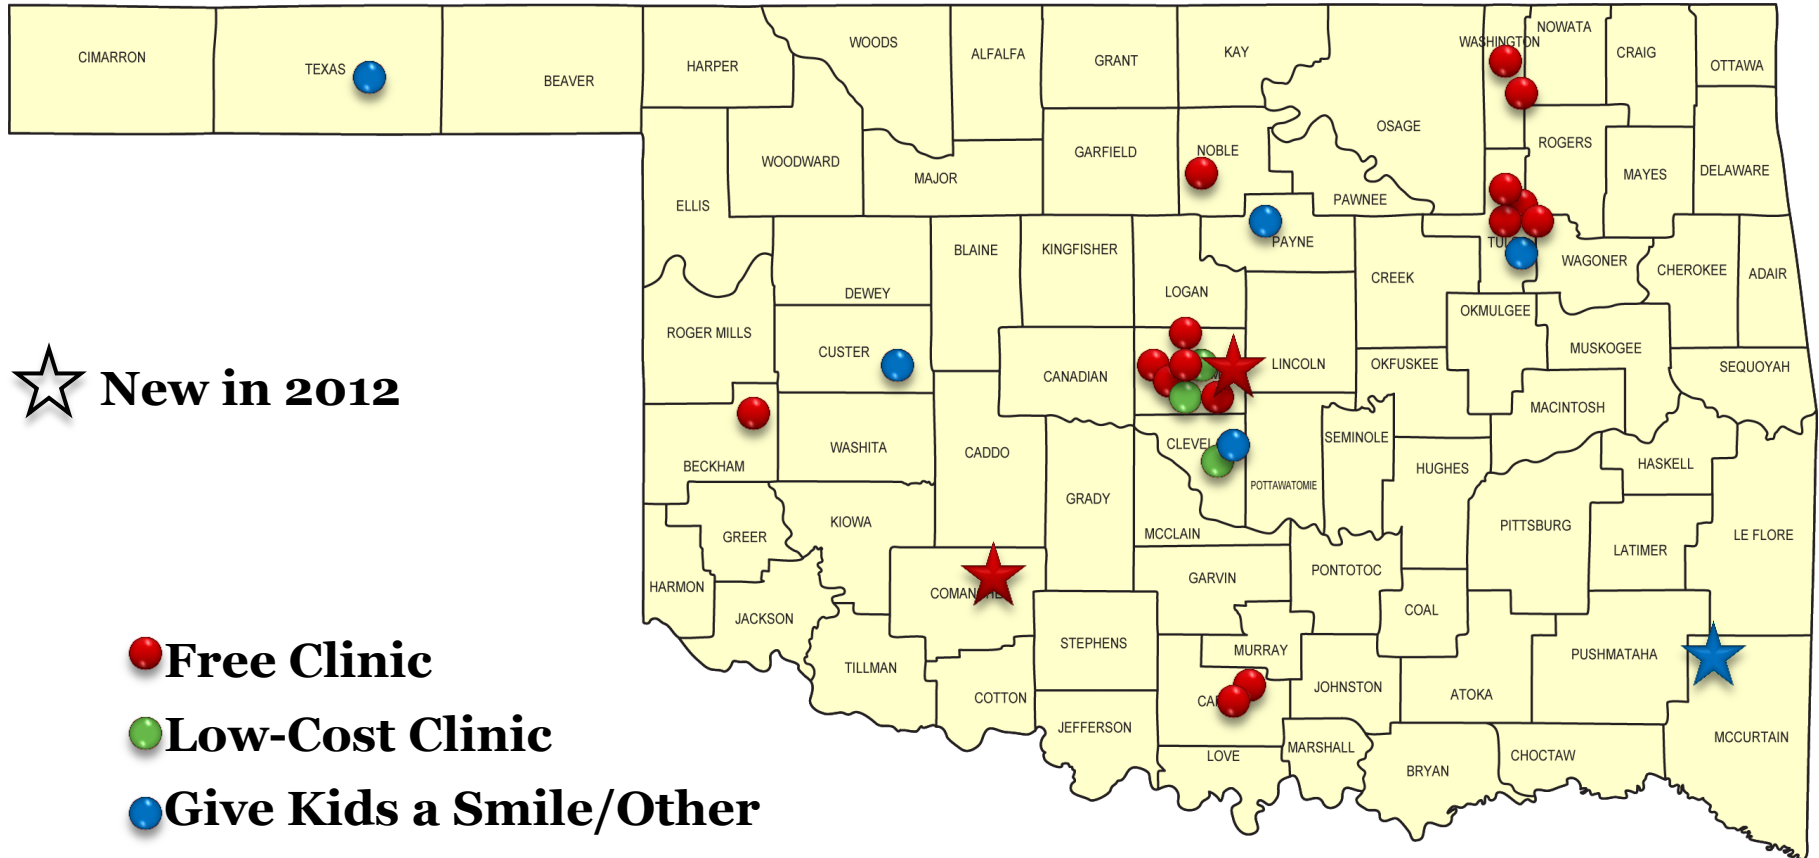 CIMARRON
TEXAS
BEAVER
HARPER
WOODS
ALFALFA
GRANT
KAY
WASHINGTON
NOWATA
CRAIG
OTTAWA
OSAGE
ROGERS
WOODWARD
MAJOR
GARFIELD
NOBLE
PAWNEE
MAYES
DELAWARE
ELLIS
BLAINE
KINGFISHER
PAYNE
CREEK
WAGONER
CHEROKEE
ADAIR
DEWEY
LOGAN
OKMULGEE
ROGER MILLS
CUSTER
CANADIAN
LINCOLN
OKFUSKEE
MUSKOGEE
SEQUOYAH
New in 2012
MACINTOSH
BECKHAM
WASHITA
CADDO
CLEVEL
SEMINOLE
HUGHES
HASKELL
POTTAWATOMIE
GRADY
KIOWA
GREER
MCCLAIN
PITTSBURG
LATIMER
LE FLORE
HARMON
JACKSON
GARVIN
PONTOTOC
COAL
Free Clinic
TILLMAN
STEPHENS
MURRAY
JOHNSTON
ATOKA
PUSHMATAHA
COTTON
Low-Cost Clinic
JEFFERSON
LOVE
MARSHALL
BRYAN
CHOCTAW
MCCURTAIN
Give Kids a Smile/Other